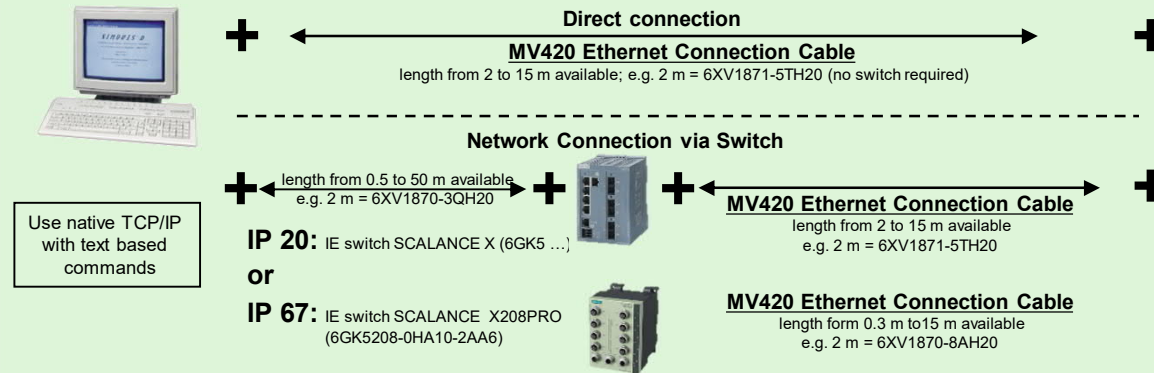 Direct connection
MV420 Ethernet Connection Cable
length from 2 to 15 m available; e.g. 2 m = 6XV1871-5TH20 (no switch required)
Network Connection via Switch
length from 0.5 to 50 m available
e.g. 2 m = 6XV1870-3QH20
MV420 Ethernet Connection Cable
length from 2 to 15 m available
e.g. 2 m = 6XV1871-5TH20
Use native TCP/IP
with text based
commands
IP 20: IE switch SCALANCE X (6GK5 …)
or
IP 67: IE switch SCALANCE X208PRO
(6GK5208-0HA10-2AA6)
MV420 Ethernet Connection Cable
length form 0.3 m to15 m available
e.g. 2 m = 6XV1870-8AH20